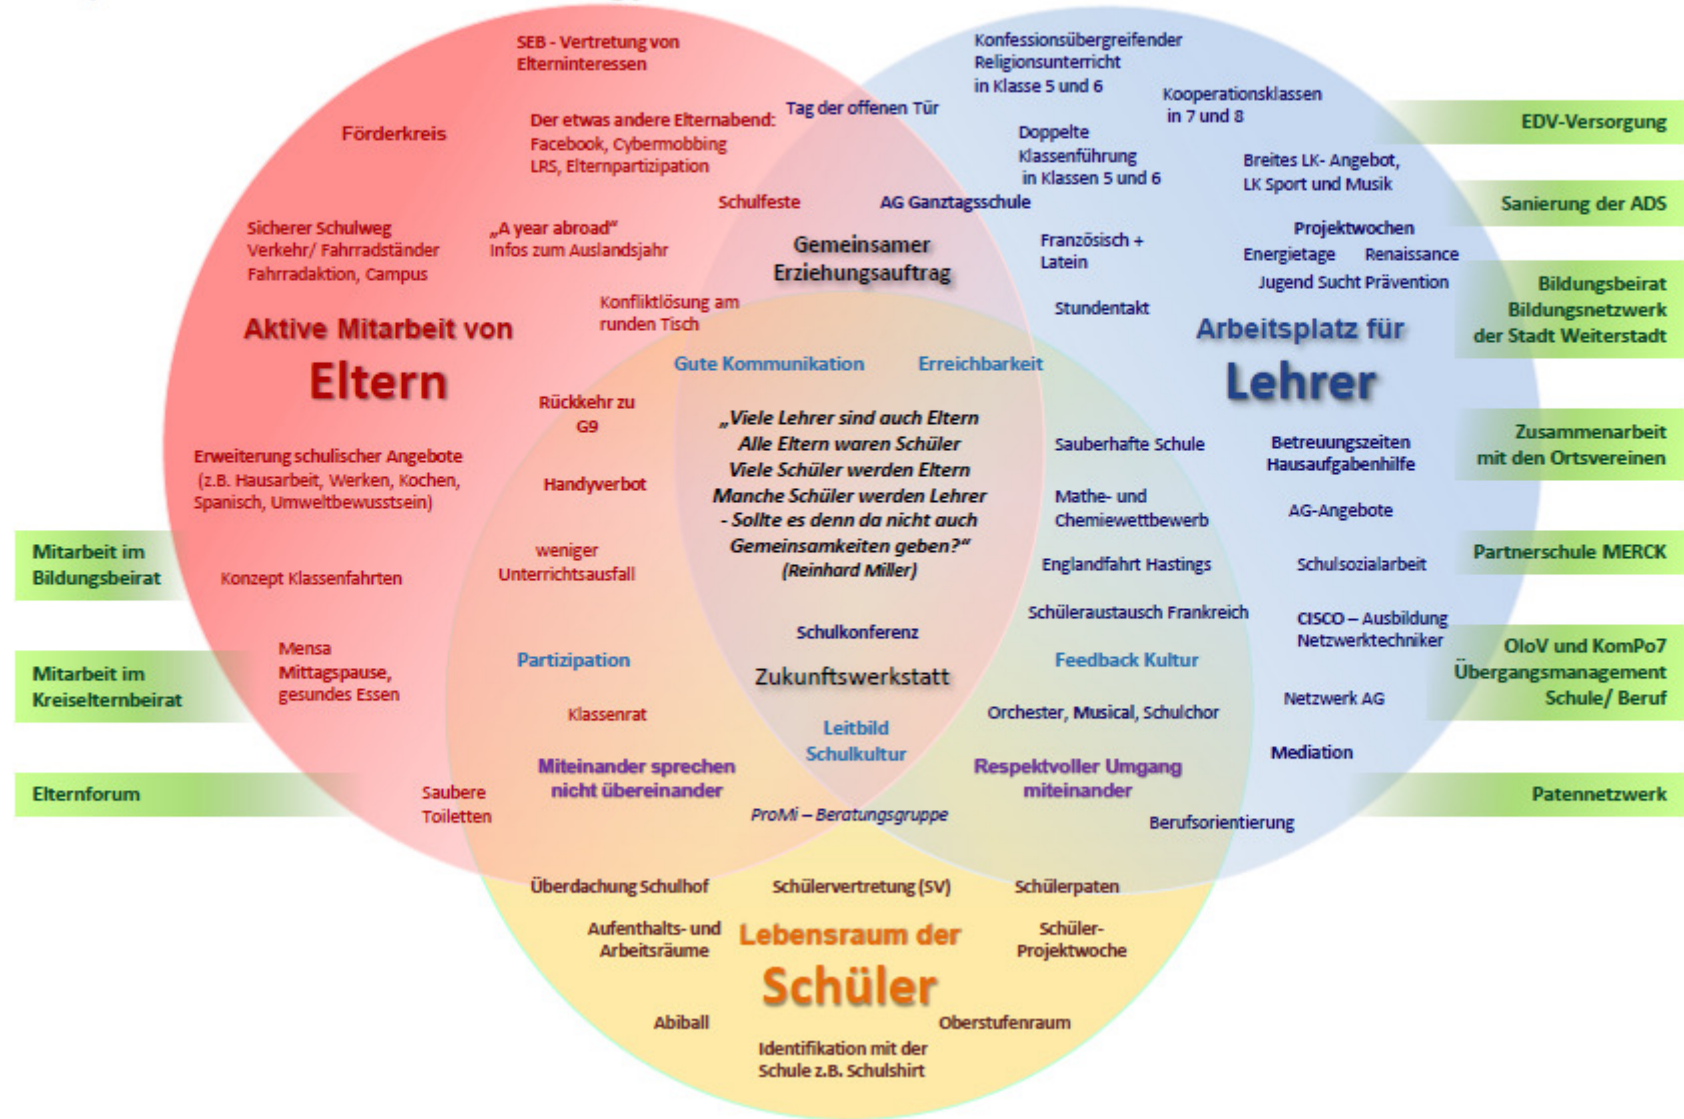 SEB - Vertretung von
Elterninteressen
Förderkreis
Der etwas andere Elternabend:
Facebook, Cybermobbing
LRS, Elternpartizipation
Tag der offenen Tür
Schulfeste
AG Ganztagsschule
Gemeinsamer
Erziehungsauftrag
Sicherer Schulweg
Verkehr/ Fahrradständer
Fahrradaktion, Campus
„A year abroad“
Infos zum Auslandsjahr
Konfliktlösung am
runden Tisch
Aktive Mitarbeit von
Eltern
Erweiterung schulischer Angebote
(z.B. Hausarbeit, Werken, Kochen,
Spanisch, Umweltbewusstsein)
Konzept Klassenfahrten
Mensa
Mittagspause,
gesundes Essen
Saubere
Toiletten
Mitarbeit im
Bildungsbeirat
Mitarbeit im
Kreiselternbeirat
Elternforum
Konfessionsübergreifender
Religionsunterricht
in Klasse 5 und 6
Kooperationsklassen
in 7 und 8
Doppelte
Klassenführung
in Klassen 5 und 6
Breites LK- Angebot,
LK Sport und Musik
Französisch +
Latein
Projektwochen
Energietage Renaissance
Jugend Sucht Prävention
Stundentakt
Arbeitsplatz für
Lehrer
Betreuungszeiten
Hausaufgabenhilfe
AG-Angebote
Schulsozialarbeit
CISCO – Ausbildung
Netzwerktechniker
Netzwerk AG
Mediation
Berufsorientierung
EDV-Versorgung
Sanierung der ADS
Bildungsbeirat
Bildungsnetzwerk
der Stadt Weiterstadt
Zusammenarbeit
mit den Ortsvereinen
Partnerschule MERCK
OloV und KomPo7
Übergangsmanagement
Schule/ Beruf
Patennetzwerk
Gute Kommunikation
Erreichbarkeit
„Viele Lehrer sind auch Eltern
Alle Eltern waren Schüler
Viele Schüler werden Eltern
Manche Schüler werden Lehrer
- Sollte es denn da nicht auch
Gemeinsamkeiten geben?“
(Reinhard Miller)
Schulkonferenz
Zukunftswerkstatt
Leitbild
Schulkultur
Rückkehr zu
G9
Handyverbot
weniger
Unterrichtsausfall
Partizipation
Klassenrat
Miteinander sprechen
nicht übereinander
Sauberhafte Schule
Mathe- und
Chemiewettbewerb
Englandfahrt Hastings
Schüleraustausch Frankreich
Feedback Kultur
Orchester, Musical, Schulchor
Respektvoller Umgang
miteinander
ProMi – Beratungsgruppe
Überdachung Schulhof
Schülervertretung (SV)
Schülerpaten
Aufenthalts- und
Arbeitsräume
Lebensraum der
Schüler
Schüler-
Projektwoche
Abiball
Oberstufenraum
Identifikation mit der
Schule z.B. Schulshirt